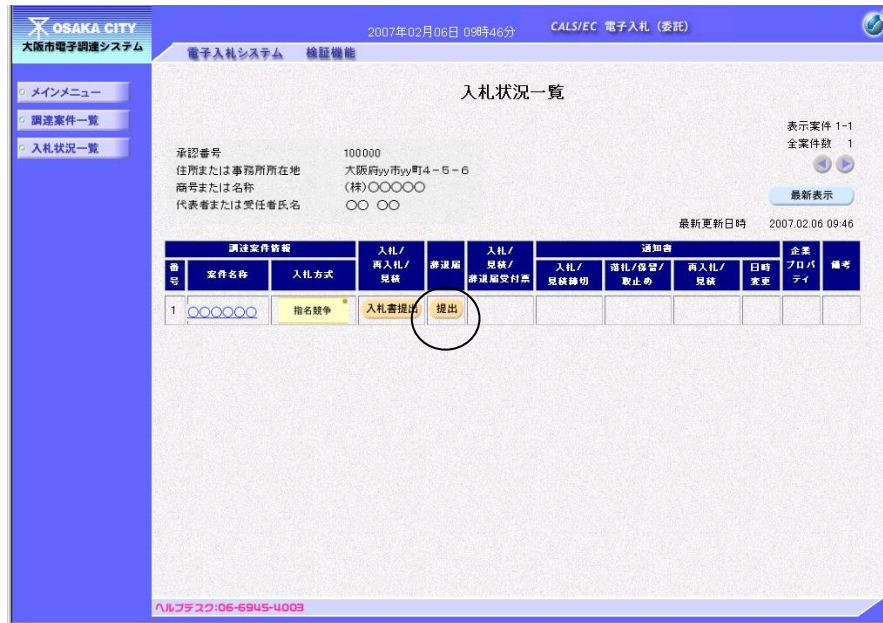 OSAKA CITY
大阪市電子調達システム
2007年02月06日 09時46分
CALS/EC 電子入札（委託）
電子入札システム 検証機能
メインメニュー
調達案件一覧
入札状況一覧
入札状況一覧
表示案件 1-1
全案件数 1
承認番号 100000
住所または事務所所在地 大阪府yy市yy町4－5－6
商号または名称 (株)〇〇〇〇〇
代表者または受任者氏名 〇〇 〇〇
最新表示
最新更新日時 2007.02.06 09:46
調達案件情報
入札/
再入札/
見積
辞退届
入札/
見積/
辞退届受付票
通知書
企業
プロパ
ティ
備考
番
号
案件名称
入札方式
入札/
見積締切
落札/保留/
取止め
再入札/
見積
日時
変更
1 〇〇〇〇〇〇 指名競争 入札書提出 提出
ヘルプデスク:06-6945-4003